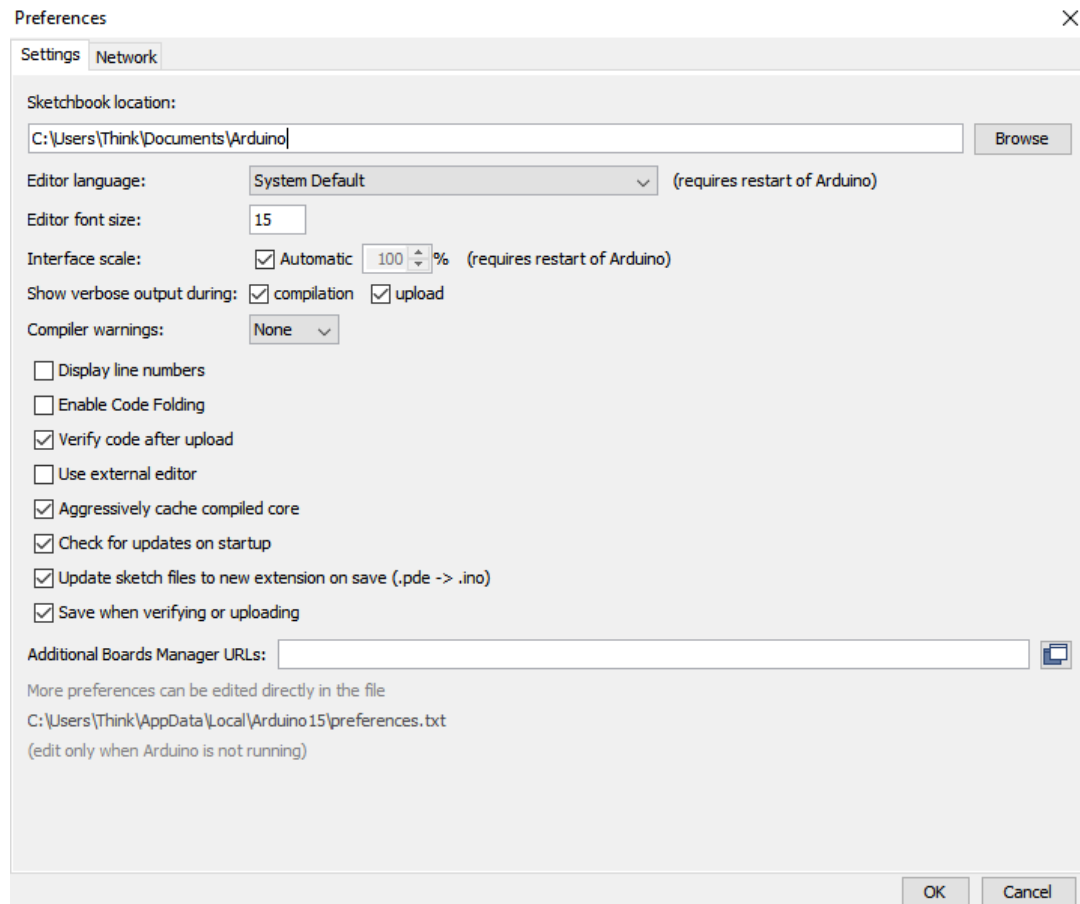 Preferences
Settings Network
Sketchbook location:
C:\Users\Think\Documents\Arduino Browse
Editor language: System Default (requires restart of Arduino)
Editor font size: 15
Interface scale: Automatic 100 % (requires restart of Arduino)
Show verbose output during: compilation upload
Compiler warnings: None
Display line numbers
Enable Code Folding
Verify code after upload
Use external editor
Aggressively cache compiled core
Check for updates on startup
Update sketch files to new extension on save (.pde -> .ino)
Save when verifying or uploading
Additional Boards Manager URLs:
More preferences can be edited directly in the file
C:\Users\Think\AppData\Local\Arduino15\preferences.txt
(edit only when Arduino is not running)
OK Cancel